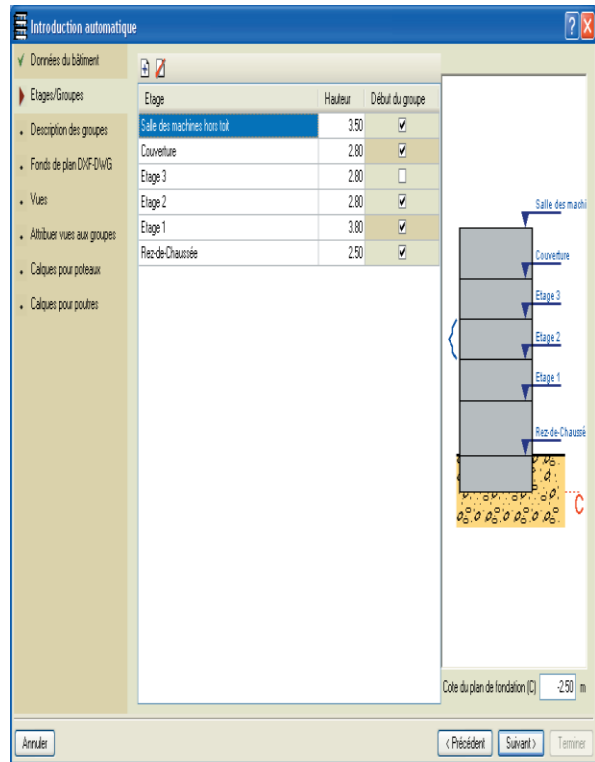 Introduction automatique
Données du bâtiment
Etages/Groupes
Description des groupes
Fonds de plan DXF-DWG
Vues
Attribuer vues aux groupes
Calques pour poteaux
Calques pour poutres
Etage Hauteur Début du groupe
Salle des machines hors toit 3.50
Couverture 2.80
Etage 3 2.80
Etage 2 2.80
Etage 1 3.80
Rez-de-Chaussée 2.50
Salle des machi
Couverture
Etage 3
Etage 2
Etage 1
Rez-de-Chaussé
C
Cote du plan de fondation (C) -2.50 m
Annuler < Précédent Suivant > Terminer